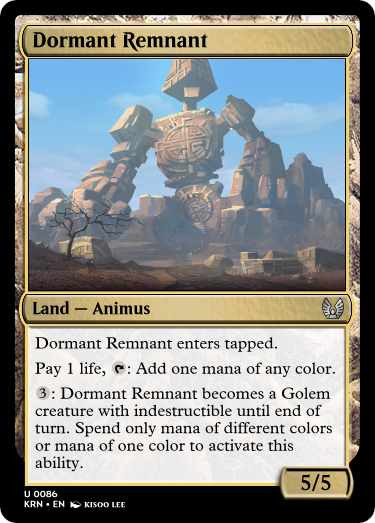 Dormant Remnant
Land — Animus
Dormant Remnant enters tapped.
Pay 1 life, : Add one mana of any color.
3: Dormant Remnant becomes a Golem
creature with indestructible until end of
turn. Spend only mana of different colors
or mana of one color to activate this
ability.
5/5
U 0086
KRN • EN KISOO LEE